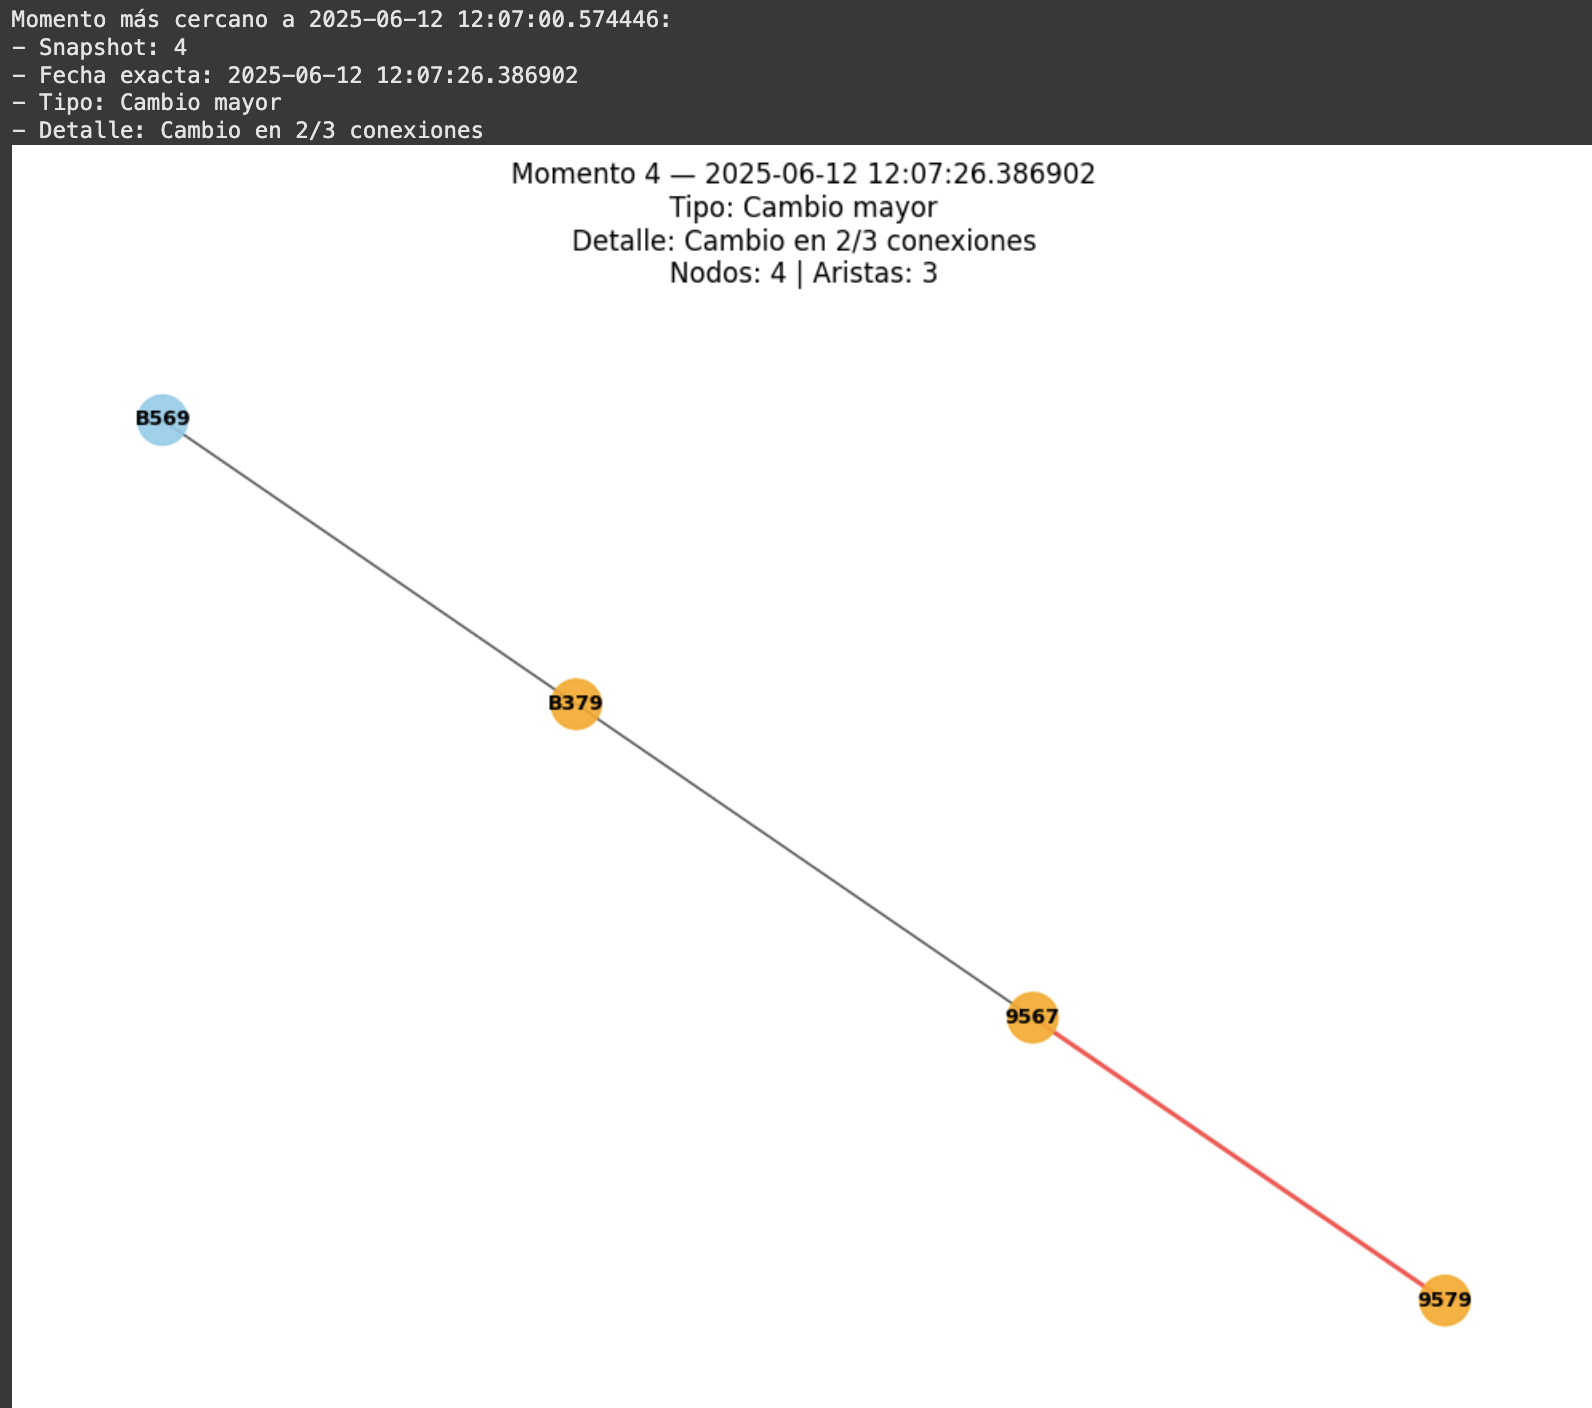 Momento más cercano a 2025-06-12 12:07:00.574446:
- Snapshot: 4
- Fecha exacta: 2025-06-12 12:07:26.386902
- Tipo: Cambio mayor
- Detalle: Cambio en 2/3 conexiones
Momento 4 — 2025-06-12 12:07:26.386902
Tipo: Cambio mayor
Detalle: Cambio en 2/3 conexiones
Nodos: 4 | Aristas: 3
B569
B379
9567
9579